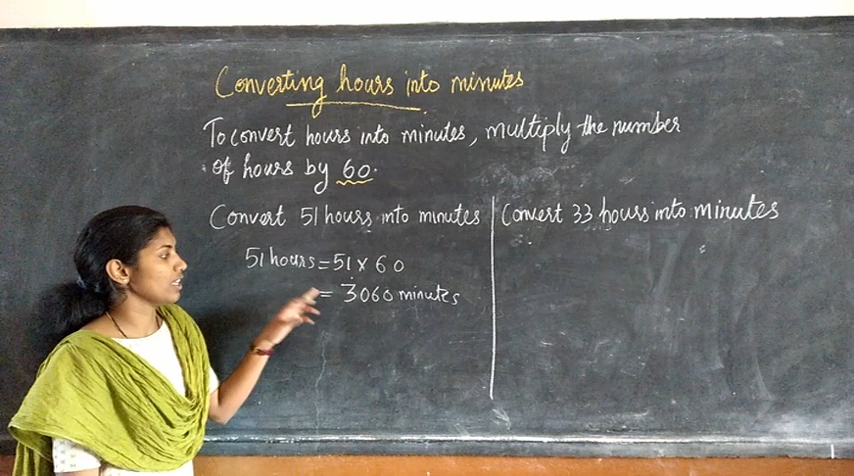 Converting hours into minutes
To convert hours into minutes, multiply the number
of hours by 60.
Convert 51 hours into minutes
51 hours = 51 x 60
= 3060 minutes
Convert 33 hours into minutes